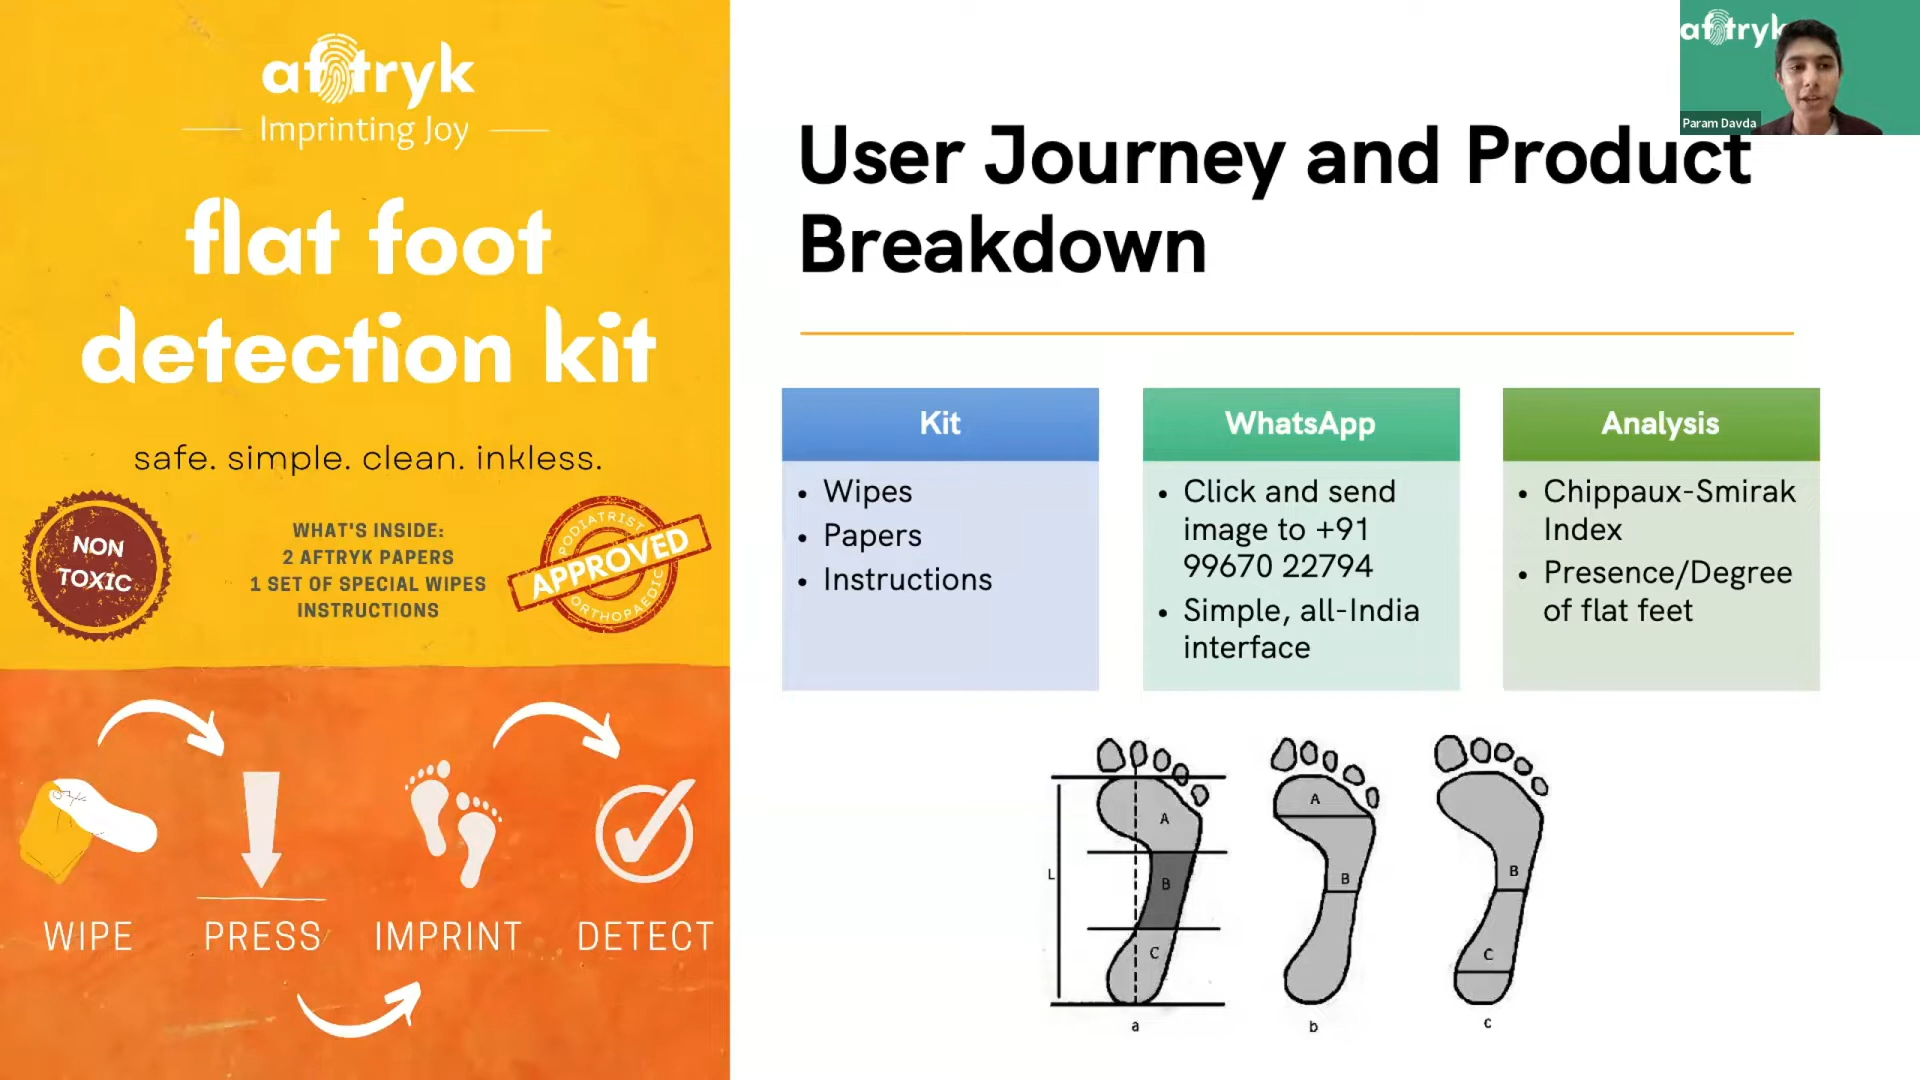 aftryk
Imprinting Joy
flat foot
detection kit
safe. simple. clean. inkless.
NON
TOXIC
WHAT'S INSIDE:
2 AFTRYK PAPERS
1 SET OF SPECIAL WIPES
INSTRUCTIONS
PODIATRIST
APPROVED
ORTHOPAEDIC
WIPE
PRESS
IMPRINT
DETECT
aftryk
Param Davda
User Journey and Product
Breakdown
Kit
• Wipes
• Papers
• Instructions
WhatsApp
• Click and send
image to +91
99670 22794
• Simple, all-India
interface
Analysis
• Chippaux-Smirak
Index
• Presence/Degree
of flat feet
L
A
B
C
a
A
B
b
B
C
c